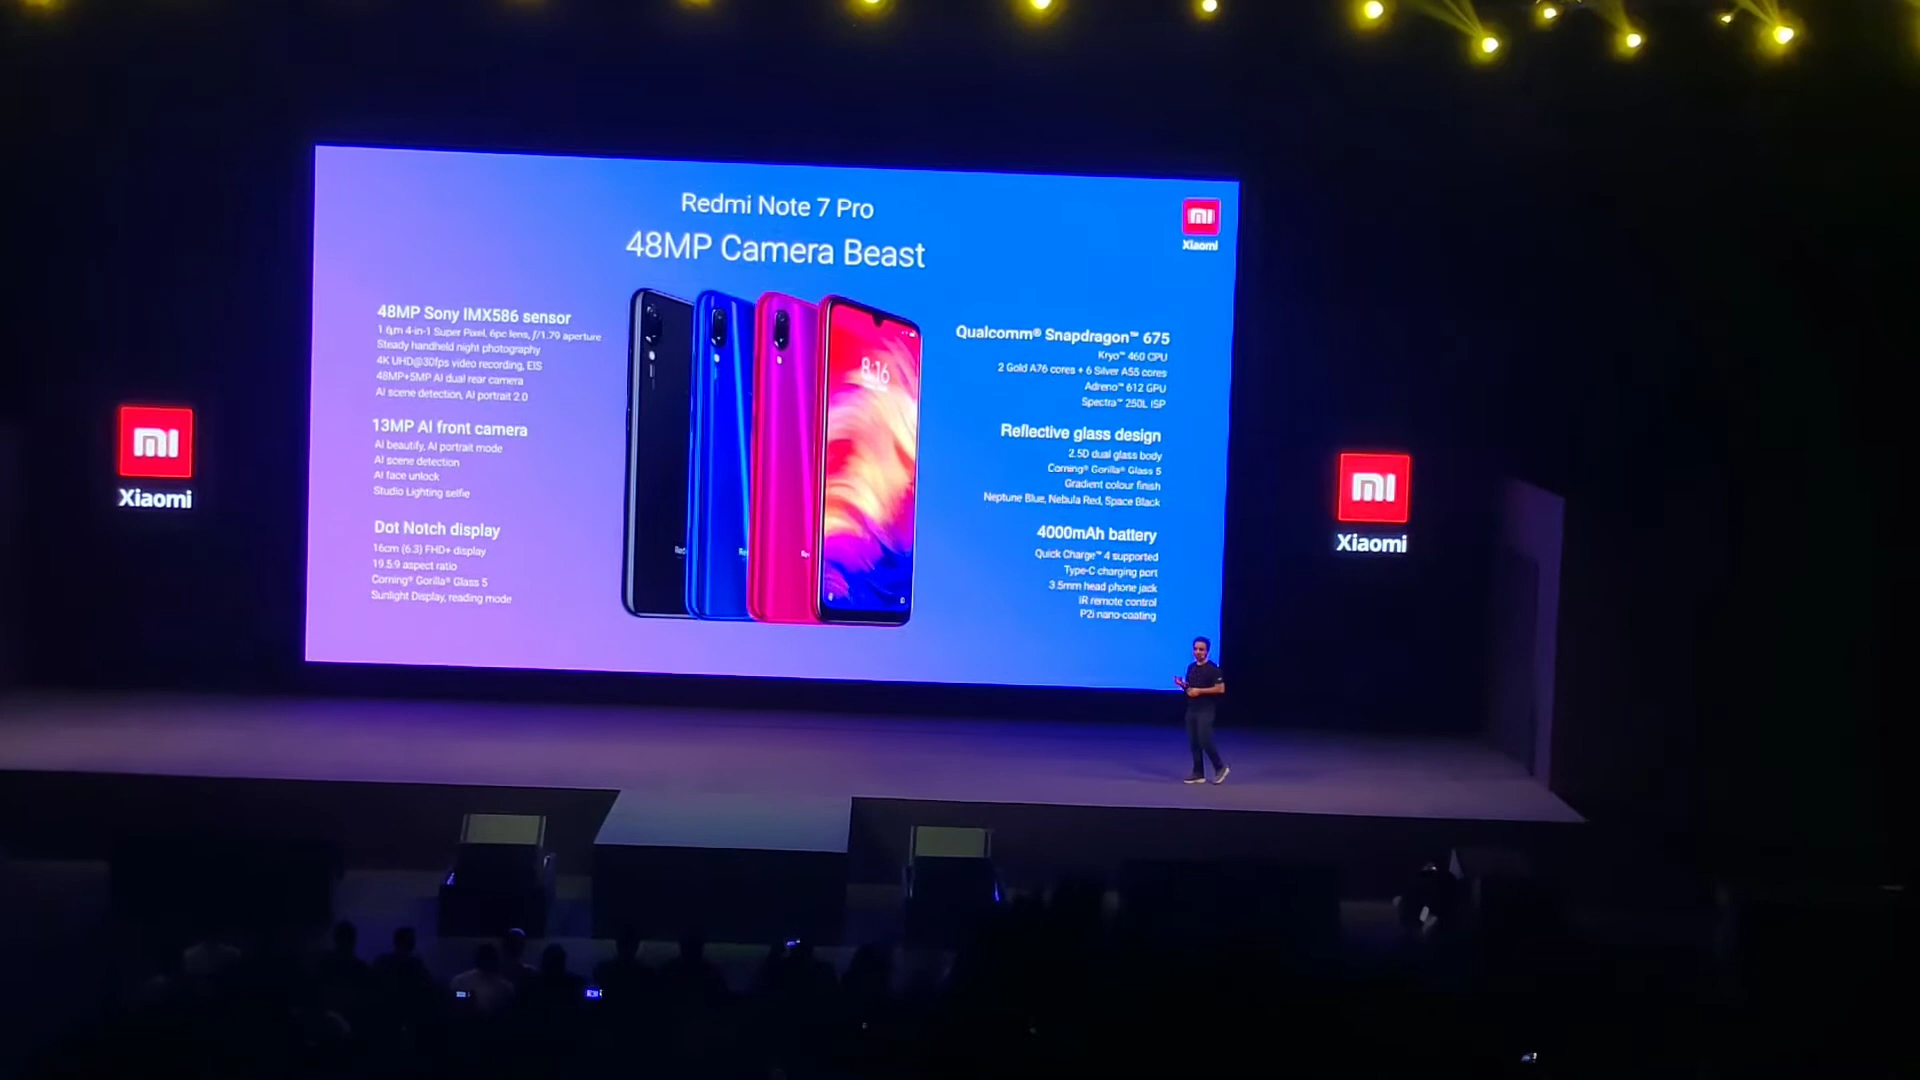 Redmi Note 7 Pro
48MP Camera Beast
mi
Xiaomi
48MP Sony IMX586 sensor
1.6μm 4-in-1 Super Pixel, 6pc lens, ƒ/1.79 aperture
Steady handheld night photography
4K UHD@30fps video recording, EIS
48MP+5MP AI dual rear camera
AI scene detection, AI portrait 2.0
13MP AI front camera
AI beautify, AI portrait mode
AI scene detection
AI face unlock
Studio Lighting selfie
Dot Notch display
16cm (6.3) FHD+ display
19.5:9 aspect ratio
Corning® Gorilla® Glass 5
Sunlight Display, reading mode
8:16
Qualcomm® Snapdragon™ 675
Kryo™ 460 CPU
2 Gold A76 cores + 6 Silver A55 cores
Adreno™ 612 GPU
Spectra™ 250L ISP
Reflective glass design
2.5D dual glass body
Corning® Gorilla® Glass 5
Gradient colour finish
Neptune Blue, Nebula Red, Space Black
4000mAh battery
Quick Charge™ 4 supported
Type-C charging port
3.5mm head phone jack
IR remote control
P2i nano-coating
mi
Xiaomi
mi
Xiaomi